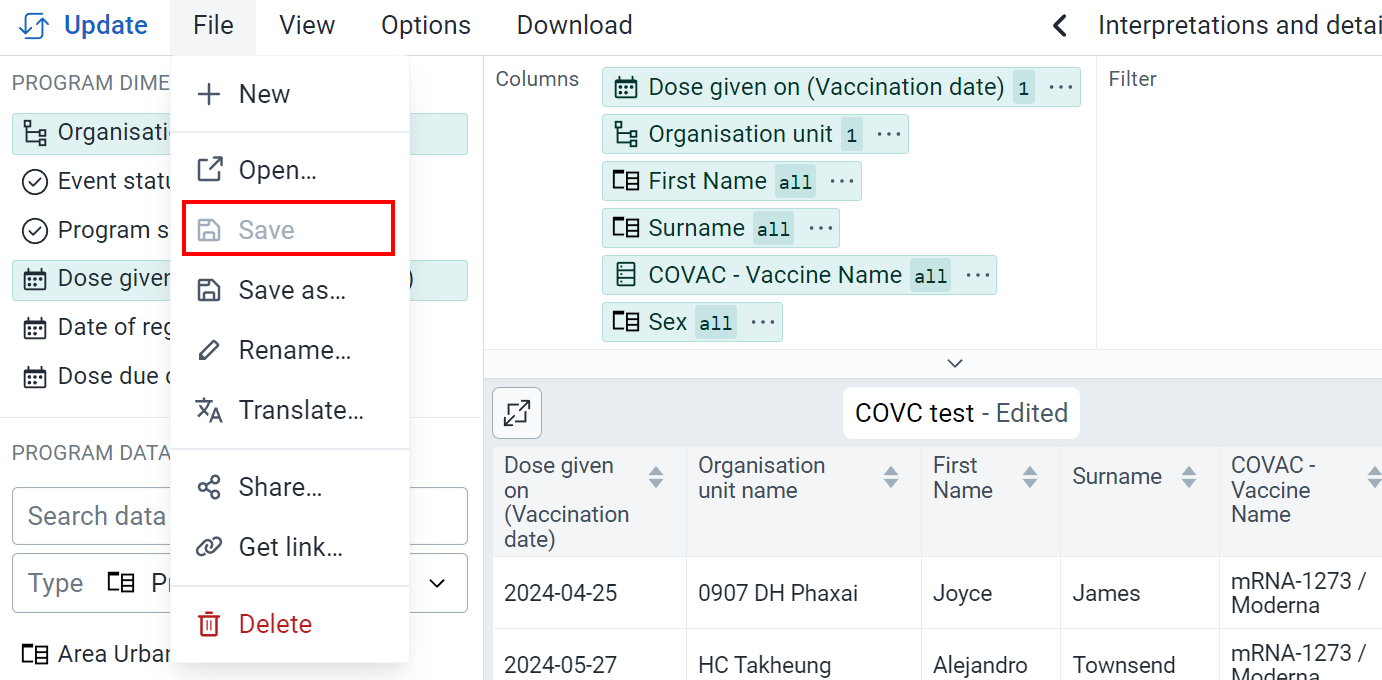 Update File View Options Download Interpretations and detai
PROGRAM DIME
Organisati
Event statu
Program s
Dose given )
Date of reg
Dose due d
PROGRAM DATA
Search data
Type Pr
Area Urban
New
Open...
Save
Save as...
Rename...
Translate...
Share...
Get link...
Delete
Columns
Dose given on (Vaccination date) 1 ...
Organisation unit 1 ...
First Name all ...
Surname all ...
COVAC - Vaccine Name all ...
Sex all ...
Filter
COVC test - Edited
Dose given
on
(Vaccination
date)
Organisation
unit name
First
Name
Surname
COVAC -
Vaccine
Name
2024-04-25 0907 DH Phaxai Joyce James mRNA-1273 /
Moderna
2024-05-27 HC Takheung Alejandro Townsend mRNA-1273 /
Moderna